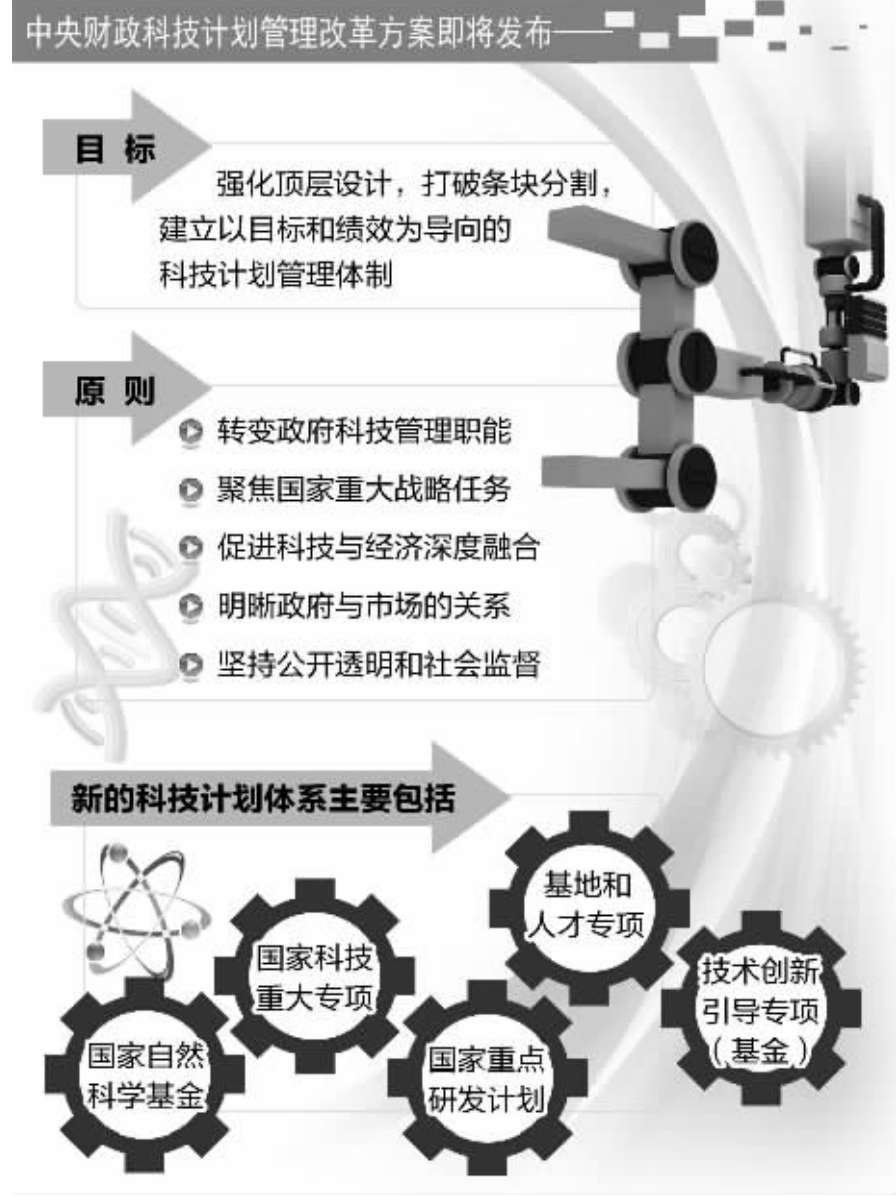 中央财政科技计划管理改革方案即将发布——
目 标
强化顶层设计，打破条块分割，
建立以目标和绩效为导向的
科技计划管理体制
原 则
转变政府科技管理职能
聚焦国家重大战略任务
促进科技与经济深度融合
明晰政府与市场的关系
坚持公开透明和社会监督
新的科技计划体系主要包括
国家自然
科学基金
国家科技
重大专项
国家重点
研发计划
基地和
人才专项
技术创新
引导专项
（基金）